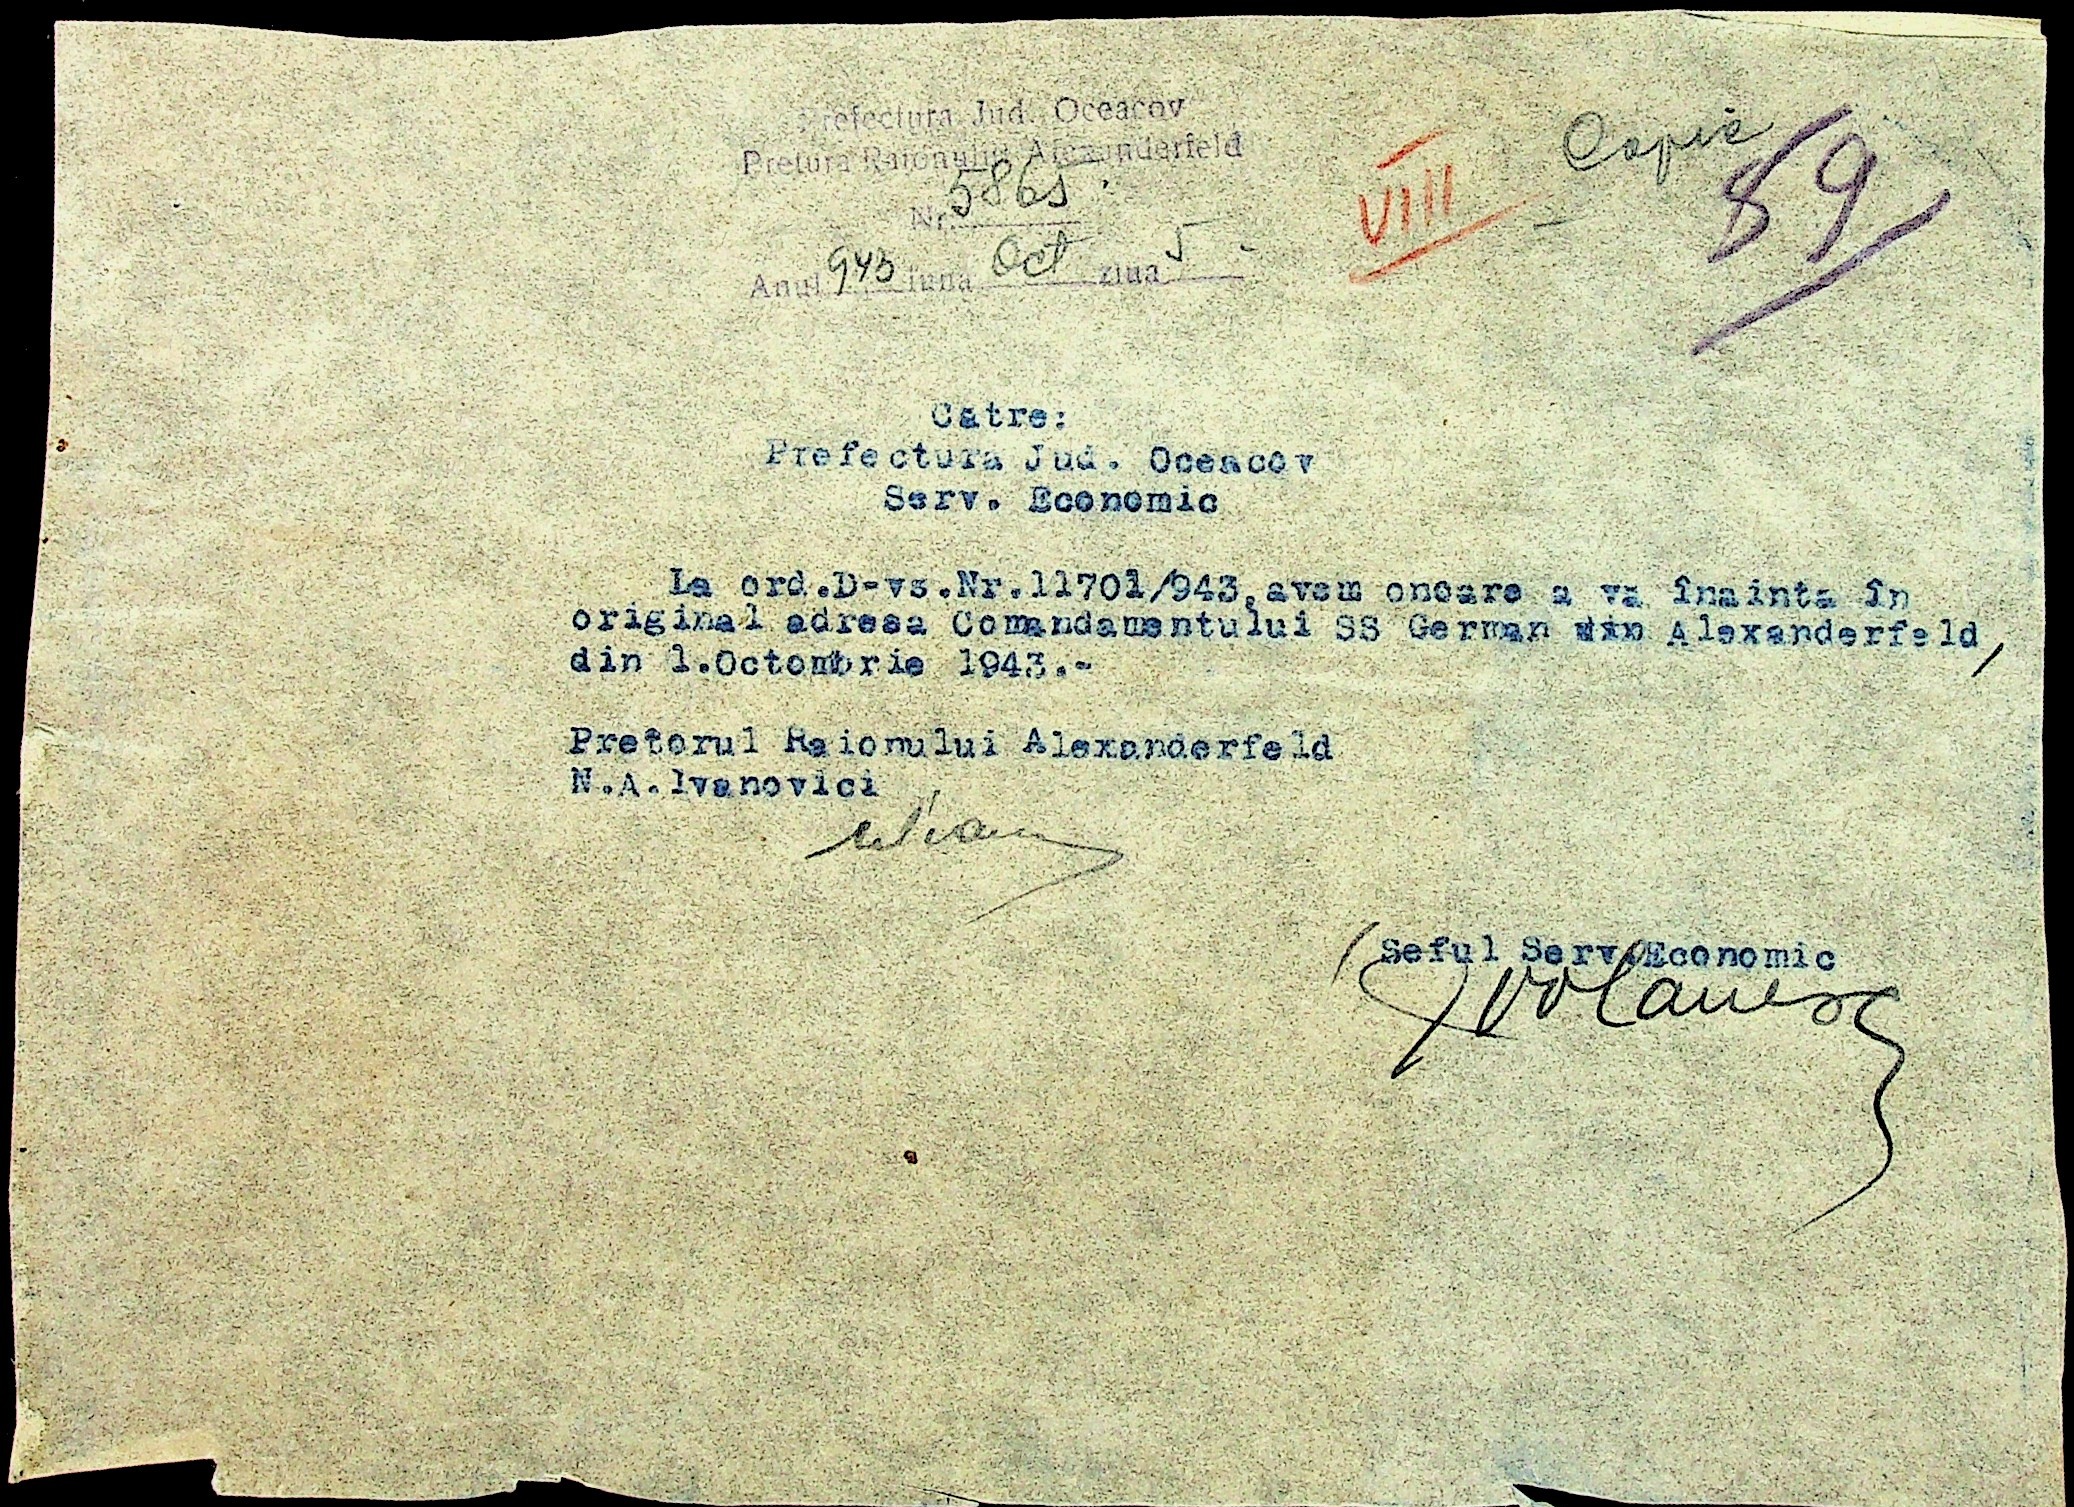 Prefectura Jud. Oceacov
Pretura Raionului Alexanderfeld
Nr. 5865
Anul 943 luna Oct ziua 5
VIII
Copie
89
Catre:
Prefectura Jud. Oceacov
Serv. Economic
La ord.D-vs.Nr.11701/943, avem onoare a va înainta în
original adresa Comandamentului SS German din Alexanderfeld,
din 1.Octombrie 1943.-
Pretorul Raionului Alexanderfeld
N.A.Ivanovici
Seful Serv.Economic